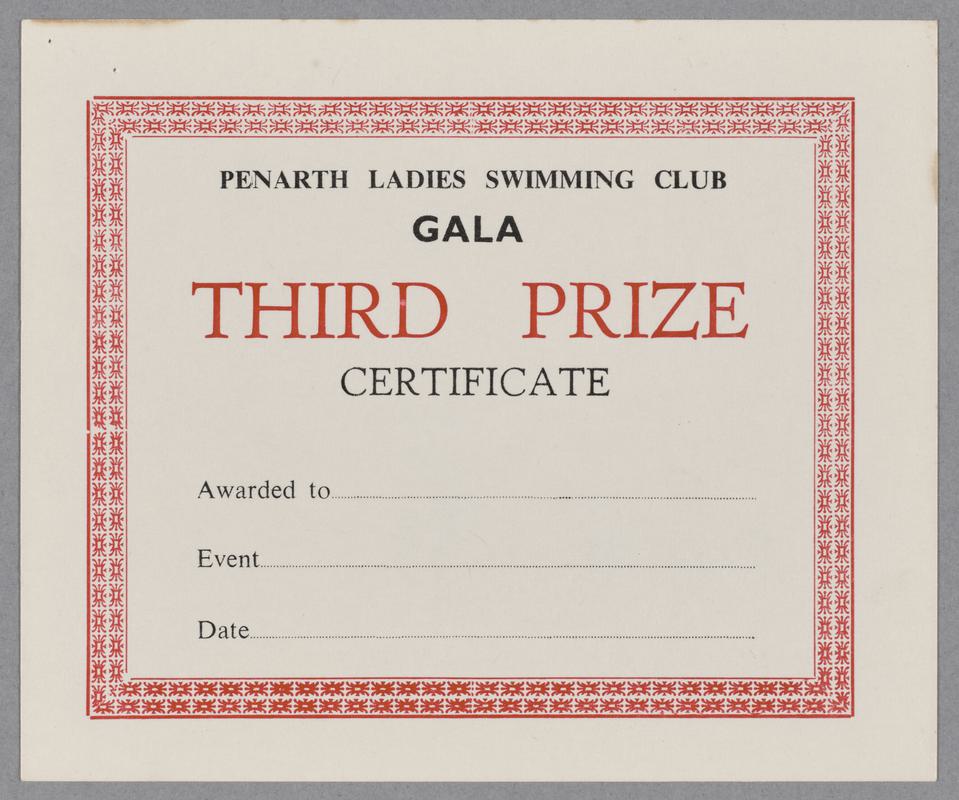 PENARTH LADIES SWIMMING CLUB
GALA
THIRD PRIZE
CERTIFICATE
Awarded to
Event
Date